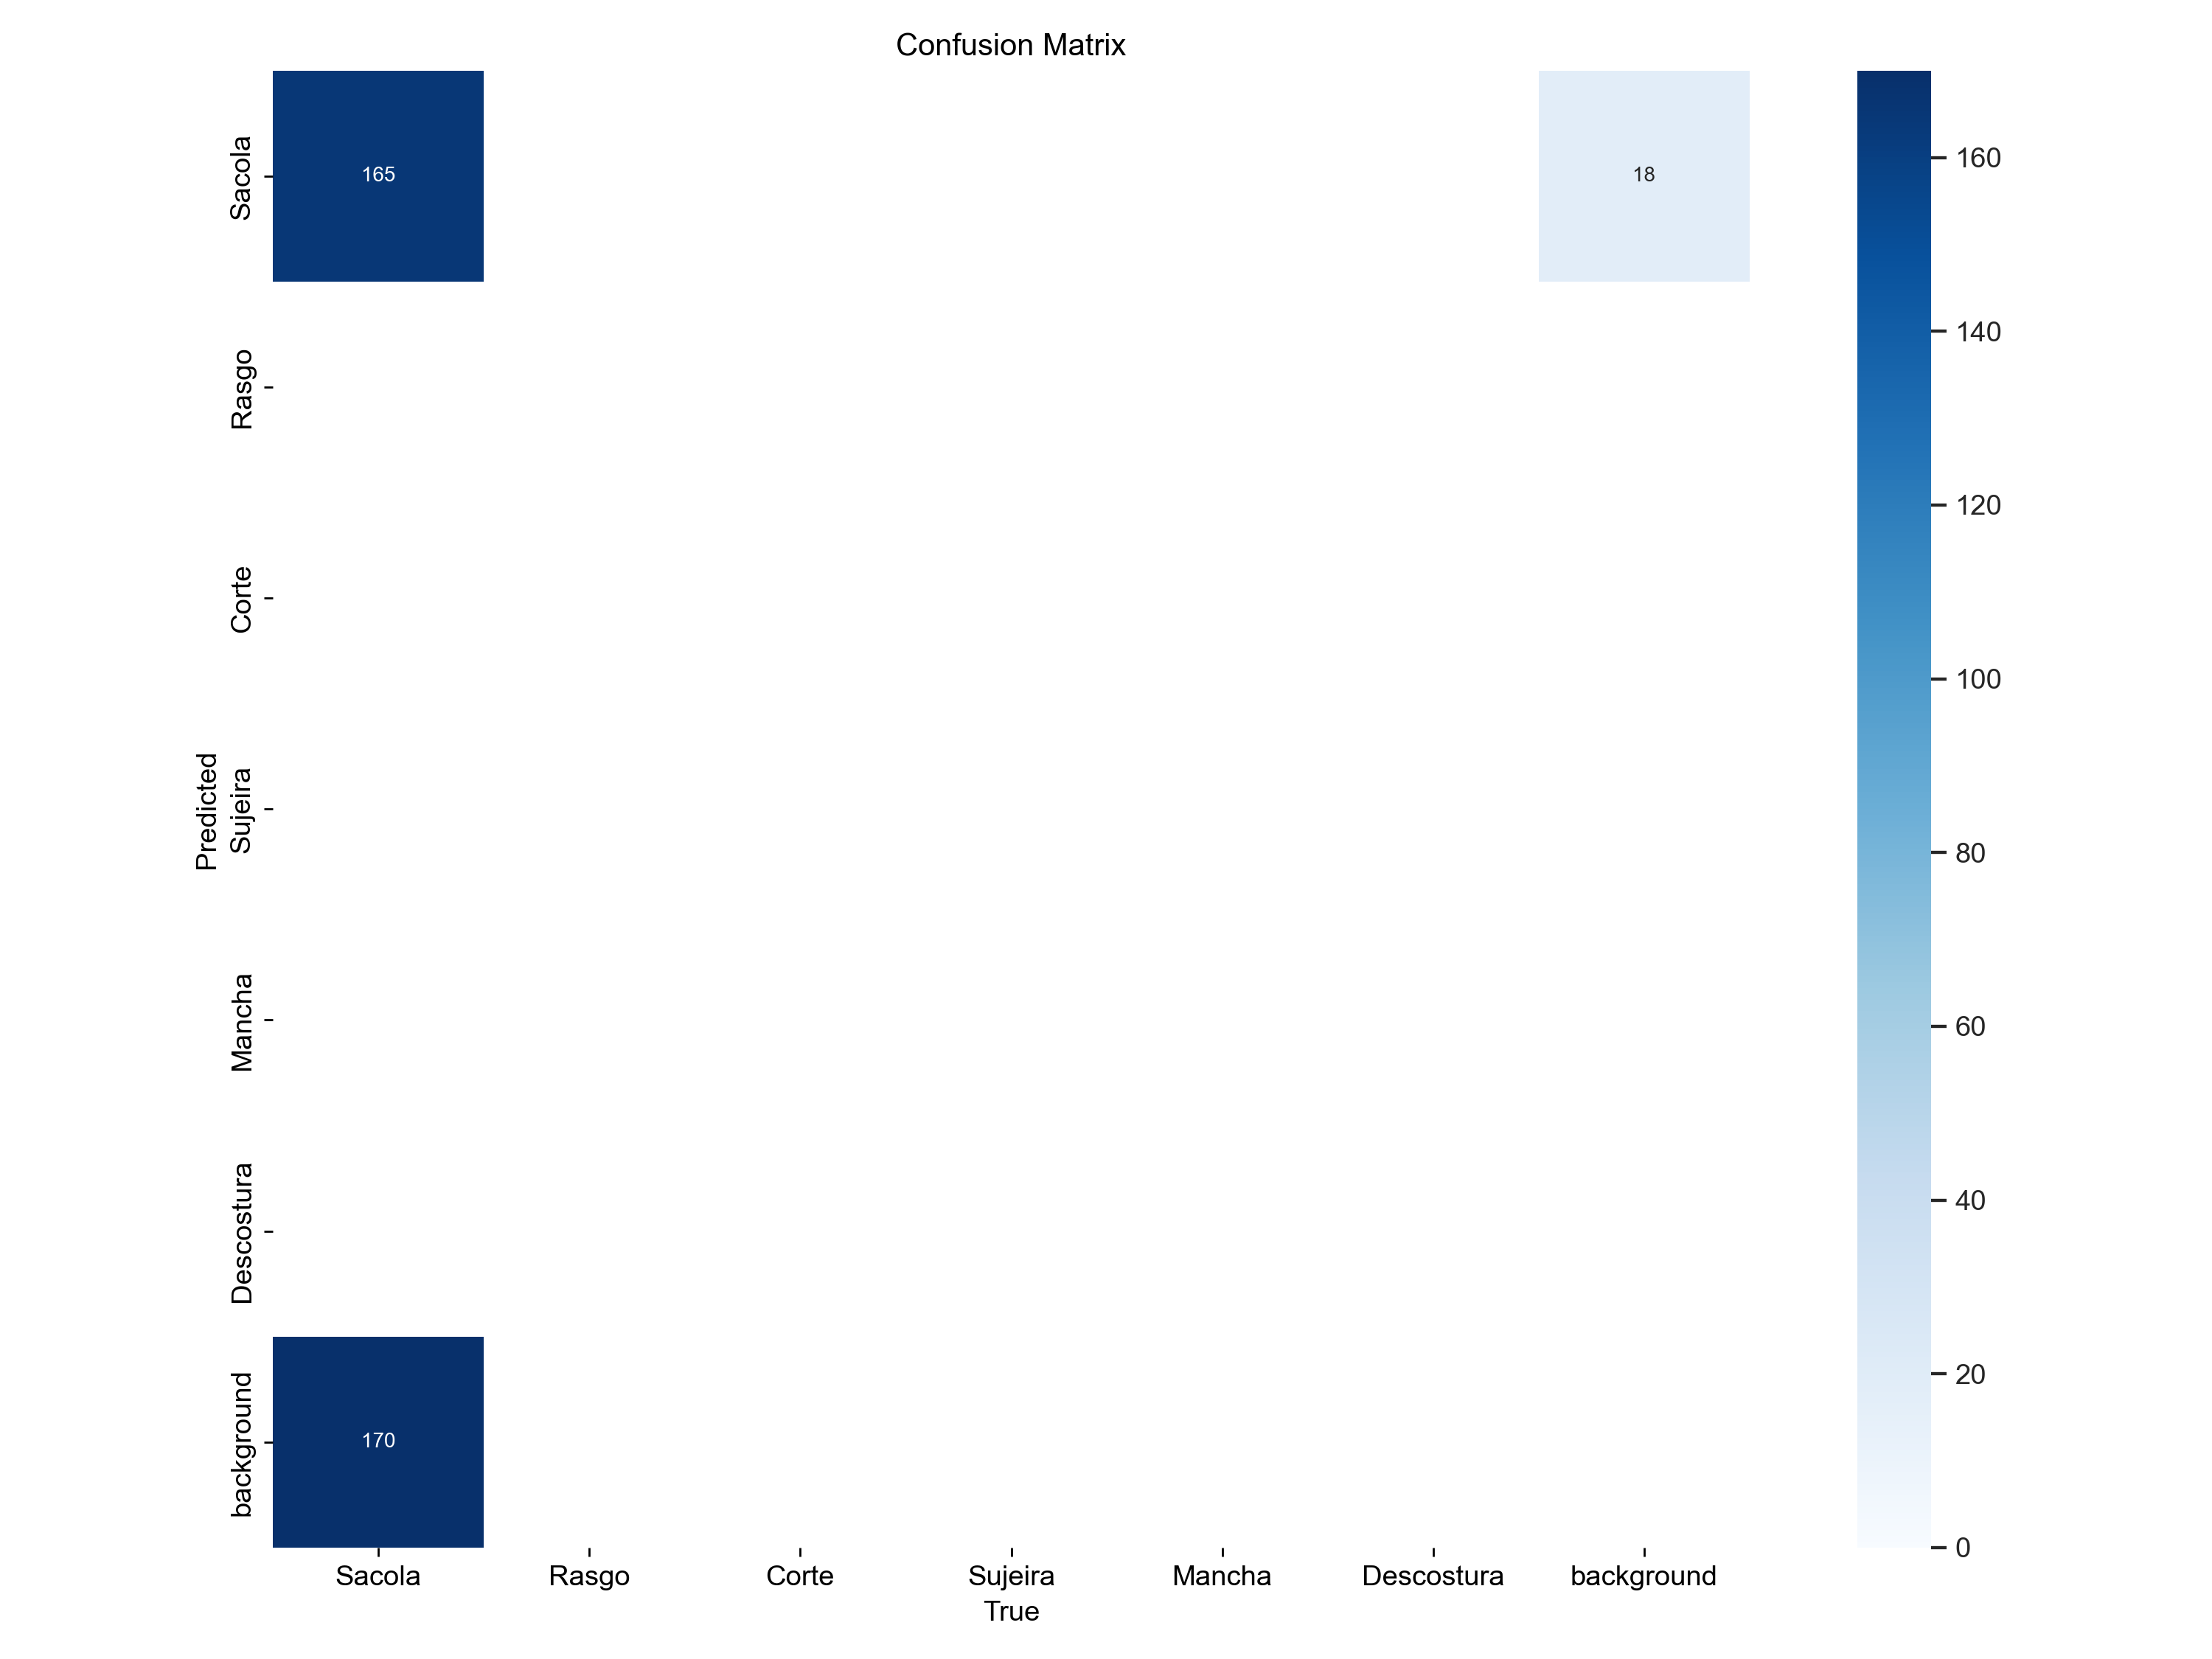 Confusion Matrix
Sacola
165
18
Rasgo
Corte
Sujeira
Mancha
Descostura
background
170
Predicted
Sacola Rasgo Corte Sujeira Mancha Descostura background
True
160
140
120
100
80
60
40
20
0